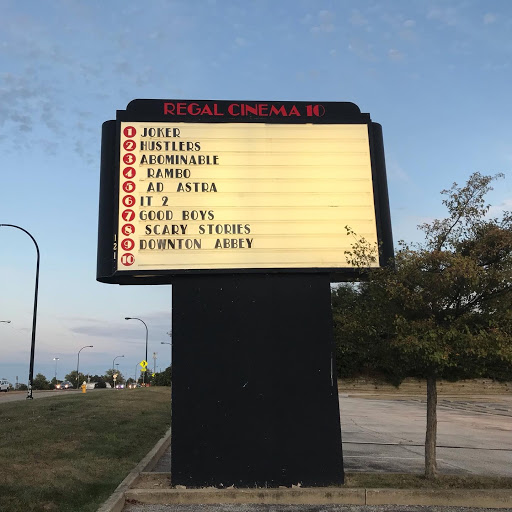 REGAL CINEMA 10
1 JOKER
2 HUSTLERS
3 ABOMINABLE
4 RAMBO
5 AD ASTRA
6 IT 2
7 GOOD BOYS
8 SCARY STORIES
9 DOWNTON ABBEY
10
121